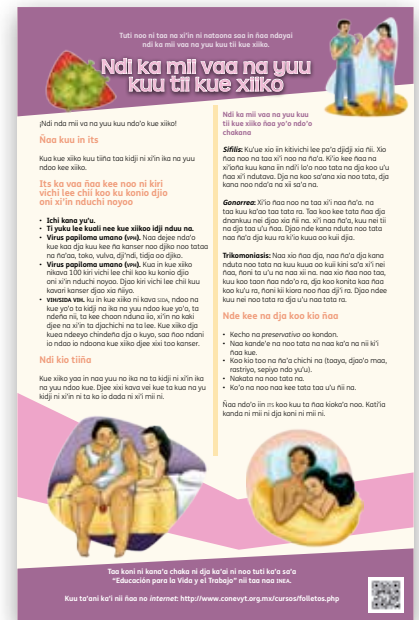 Tuti noo ni taa na xi'in ni nataona saa in ñaa ndayai
ndi ka mii vaa na yuu kuu tii kue xiiko.
Ndi ka mii vaa na yuu
kuu tii kue xiiko
¡Ndi nda mii va na yuu kuu ndo'o kue xiiko!
Ñaa kuu in its
Kua kue xiiko kuu tiiña taa kidji ni xi'in ika na yuu
ndoo kee xiiko.
Its ka vaa ñaa kee noo ni kiri
vichi lee chii koo ku konio djio
oni xi'in nduchi noyoo
• Ichi kana yu'u.
• Ti yuku lee kuali nee kue xiikoo idji nduu na.
• Virus papiloma umano (VPH). Naa dejee ndo'o
kue kaa dja kuu kee ña kanser noo djiko noo tataa
na ña'aa, toko, vulva, dji'ndi, tidja oo djiko.
• Virus papiloma umano (VPH). Kua in kue xiiko
nikava 100 kiri vichi lee chii koo ku konio djio
oni xi'in nduchi noyoo. Djao kiri vichi lee chii kuu
kavari kanser djao xia ñiiyo.
• VIH/SIDA VIH. ku in kue xiiko ni kava SIDA, ndoo na
kue yo'o ta kidji na ika na yuu ndoo kue yo'o, ta
ndeña nii, ta kee choon nduna iio, xi'in no kaki
djee na xi'in ta djachichi na ta lee. Kue xiiko dja
kueu ndeeyo chindeña dja o kuyo, saa ñoo ndani
io ndoo io ndoona kue xiiko djee xixi too kanser.
Ndi kio tiiña
Kue xiiko yaa in naa yuu no ika na ta kidji ni xi'in ika
na yuu ndoo kue. Djee xixi kava vei kue ta kua na yu
kidji ni xi'in ni ta ko io dada ni xi'i mii ni.
Ndi ka mii vaa na yuu kuu
tii kue xiiko ñaa yo'o ndo'o
chakana
Sífilis: Ku'ue xio iin kitivichi lee pa'a djidji xia ñii. Xio
ñaa noo na taa xi'i noo na ña'a. Ki'io kee ñaa na
xi'oña kuu kana iin ndi'i lo'o noo tata na djo koo u'u
ñaa xi'i ndutava. Dja na koo so'ana xia noo tata, dja
kana noo nda'a na xii sa'a na.
Gonorrea: Xi'io ñaa noo na taa xi'i naa ña'a. na
taa kuu ka'ao taa tata ra. Taa koo kee tata ñaa dja
dnankuu nei djao xia ñii na. xi'i naa ña'a, kuu nei tii
na dja taa u'u ñaa. Djao nde kana nduta noo tata
naa ña'a dja kuu ra ki'io kuua oo kuii djia.
Trikomoniasis: Naa xio ñaa dja, naa ña'a dja kana
nduta noo tata na kuu kuua oo kuii kini sa'a xi'i nei
ñaa, ñoni ta u'u na naa xii na. naa xio ñaa noo taa,
kuu koo taan ñaa ndo'o ra, djo koo konita kaa ñaa
koo ku'u ra, ñoni kii kiora noo ñaa dji'i ra. Djao ndee
kuu nei noo tata ra dja u'u naa tata ra.
Nde kee na dja koo kio ñaa
• Kecho na preservativo oo kondon.
• Naa kande'a na noo tata na naa ka'a na nii ki'i
ñaa kue.
• Koo kio too na ña'a chichi na (toaya, djao'o maa,
rastriyo, sepiyo ndo yu'u).
• Nakata na noo tata na.
• Ko'o na noo naa kee tata taa u'u ñii na.
Ñaa ndo'o iin ITS koo kuu ta ñaa kioka'a noo. Kati'ia
kanda ni mii ni dja koni ni mii ni.
Taa koni ni kano'a chaka ni dja ka'ai ni noo tuti ka'a sa'a
"Educación para la Vida y el Trabajo" nii taa naa INEA.
Kuu ta'ani ka'i nii ñaa no internet: http://www.conevyt.org.mx/cursos/folletos.php